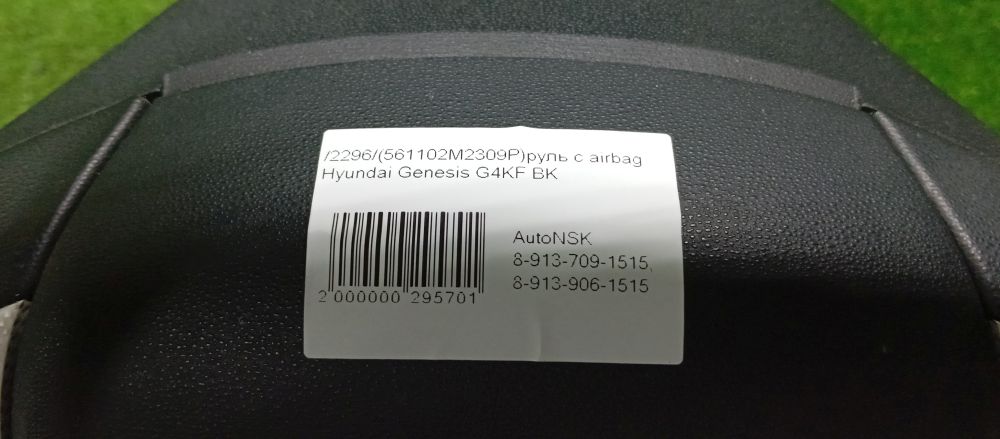 /2296/(561102M2309P)руль с airbag
Hyundai Genesis G4KF BK
AutoNSK
8-913-709-1515,
8-913-906-1515
2 000000 295701